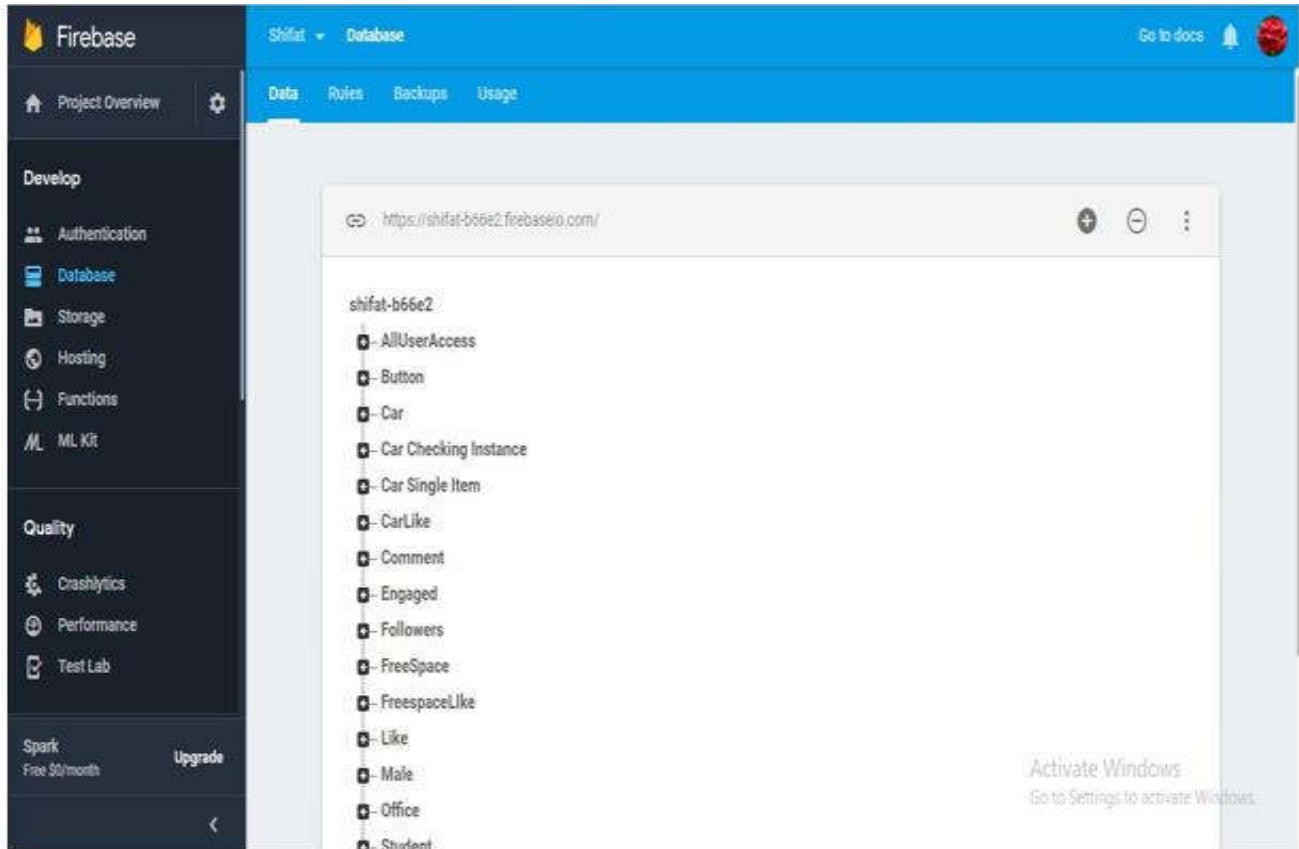 Firebase
Shifat Database Go to docs
Project Overview
Data Rules Backups Usage
Develop
Authentication
Database
Storage
Hosting
Functions
ML Kit
Quality
Crashlytics
Performance
Test Lab
Spark
Free $0/month
Upgrade
https://shifat-b66e2.firebaseio.com/
shifat-b66e2
AllUserAccess
Button
Car
Car Checking Instance
Car Single Item
CarLike
Comment
Engaged
Followers
FreeSpace
FreespaceLIke
Like
Male
Office
Student
Activate Windows
Go to Settings to activate Windows.